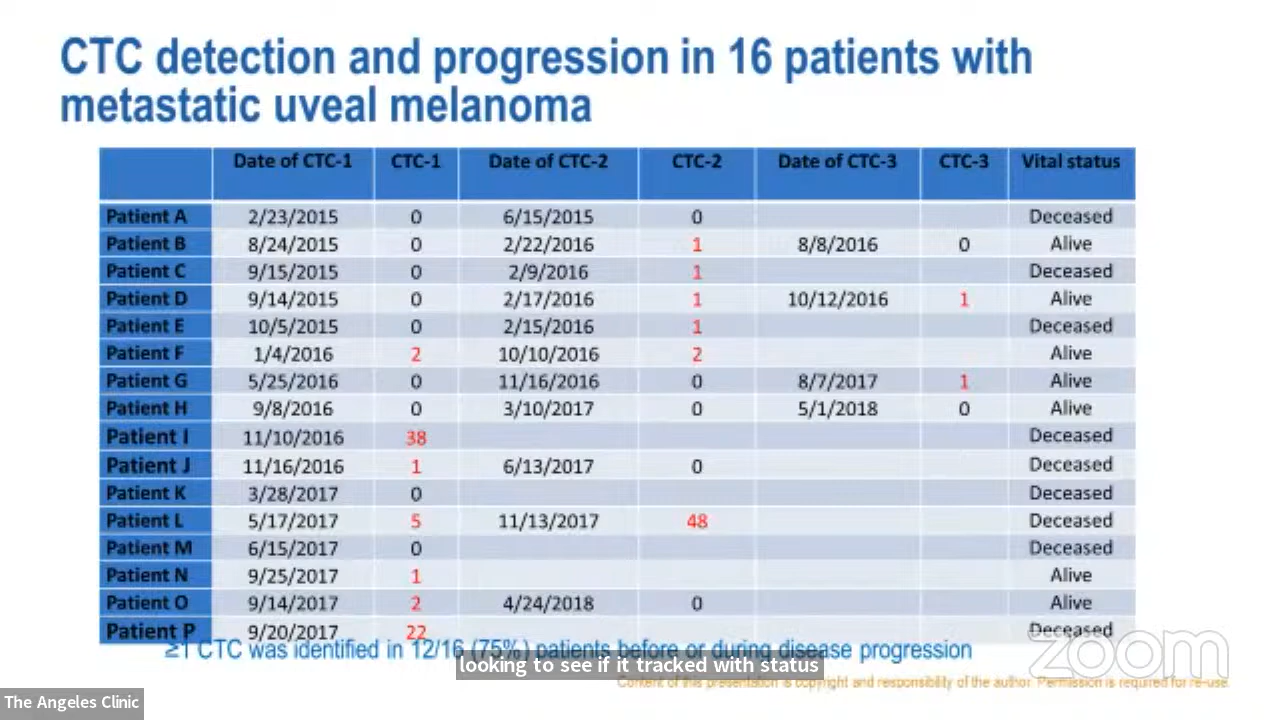 CTC detection and progression in 16 patients with
metastatic uveal melanoma
Date of CTC-1 CTC-1 Date of CTC-2 CTC-2 Date of CTC-3 CTC-3 Vital status
Patient A 2/23/2015 0 6/15/2015 0 Deceased
Patient B 8/24/2015 0 2/22/2016 1 8/8/2016 0 Alive
Patient C 9/15/2015 0 2/9/2016 1 Deceased
Patient D 9/14/2015 0 2/17/2016 1 10/12/2016 1 Alive
Patient E 10/5/2015 0 2/15/2016 1 Deceased
Patient F 1/4/2016 2 10/10/2016 2 Alive
Patient G 5/25/2016 0 11/16/2016 0 8/7/2017 1 Alive
Patient H 9/8/2016 0 3/10/2017 0 5/1/2018 0 Alive
Patient I 11/10/2016 38 Deceased
Patient J 11/16/2016 1 6/13/2017 0 Deceased
Patient K 3/28/2017 0 Deceased
Patient L 5/17/2017 5 11/13/2017 48 Deceased
Patient M 6/15/2017 0 Deceased
Patient N 9/25/2017 1 Alive
Patient O 9/14/2017 2 4/24/2018 0 Alive
Patient P 9/20/2017 22 Deceased
≥1 CTC was identified in 12/16 (75%) patients before or during disease progression
looking to see if it tracked with status
zoom
Content of this presentation is copyright and responsibility of the author. Permission is required for re-use.
The Angeles Clinic